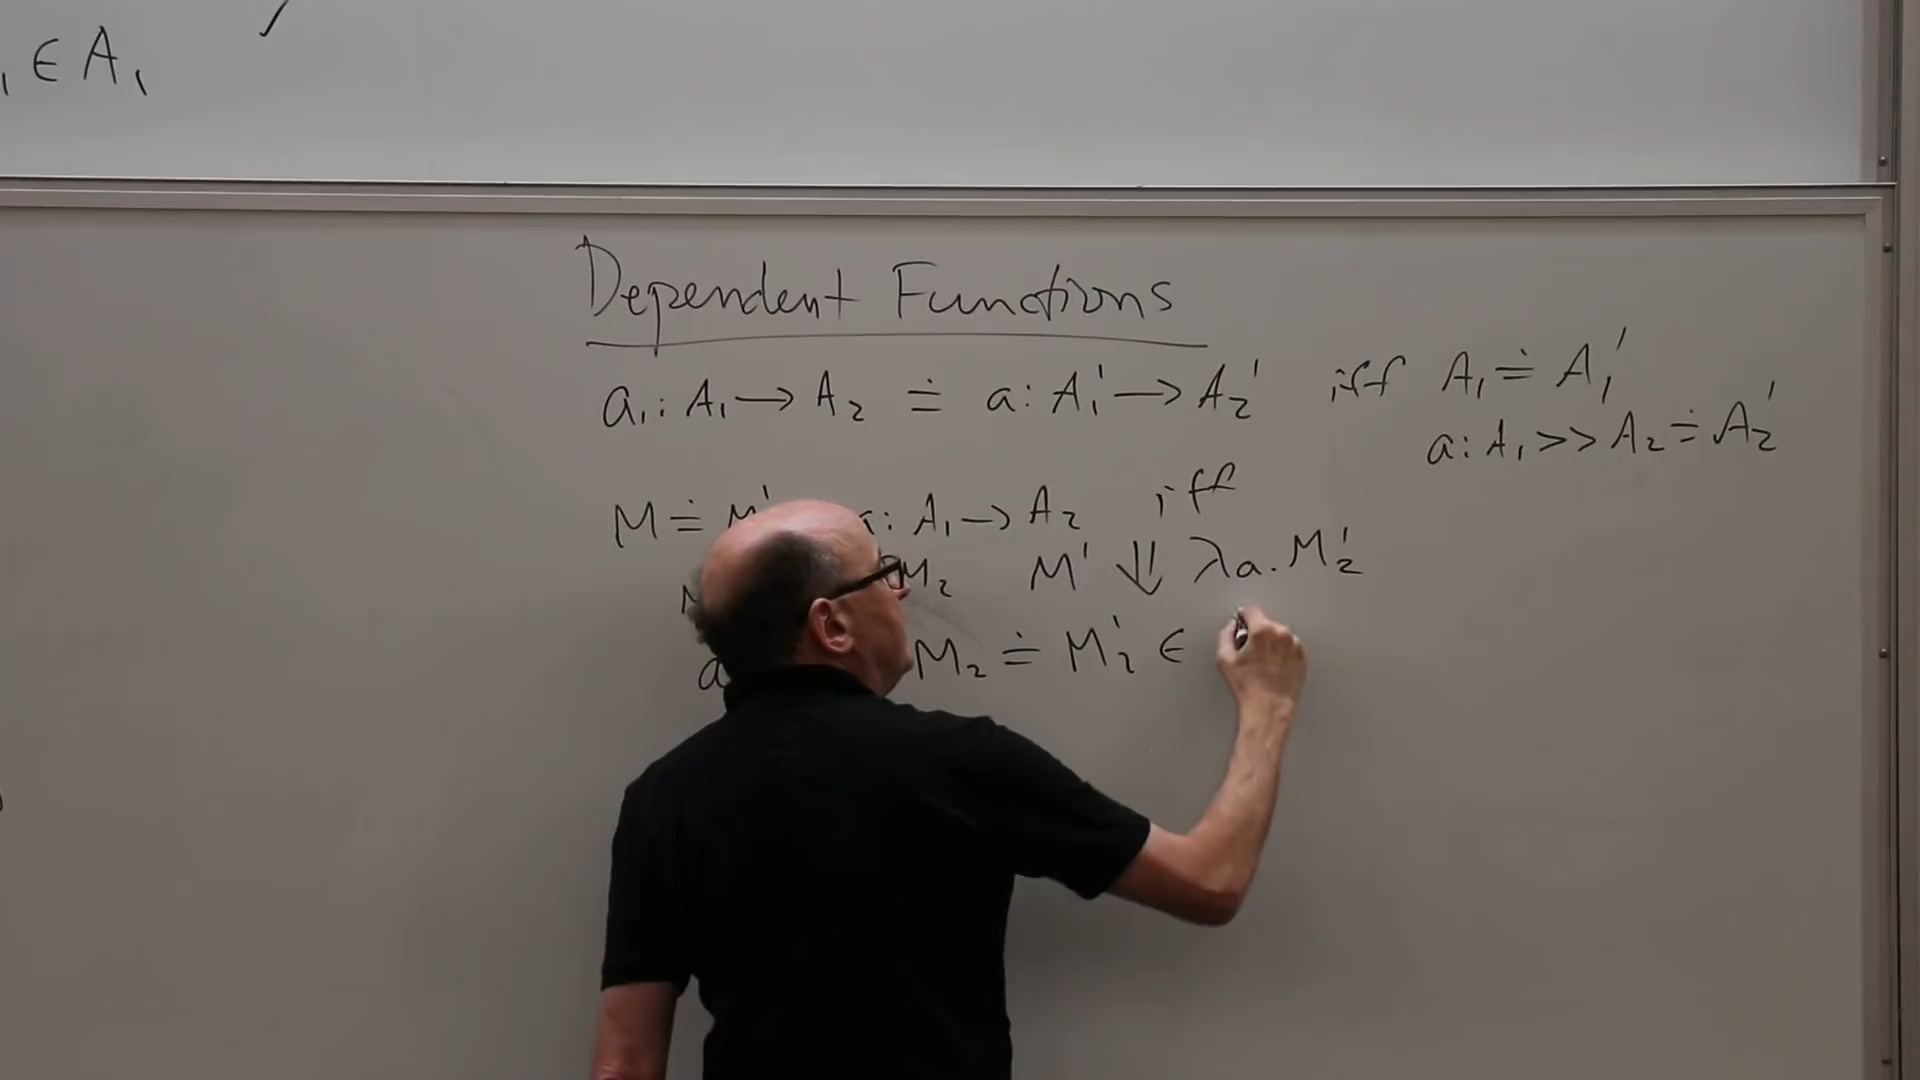 , ∈ A₁
Dependent Functions
a₁: A₁ → A₂ ≐ a: A₁' → A₂' iff A₁ ≐ A₁'
a: A₁ >> A₂ ≐ A₂'
M ≐ M' a: A₁ → A₂ iff
M₂ M' ⇓ λa. M₂'
a M₂ ≐ M₂' ∈